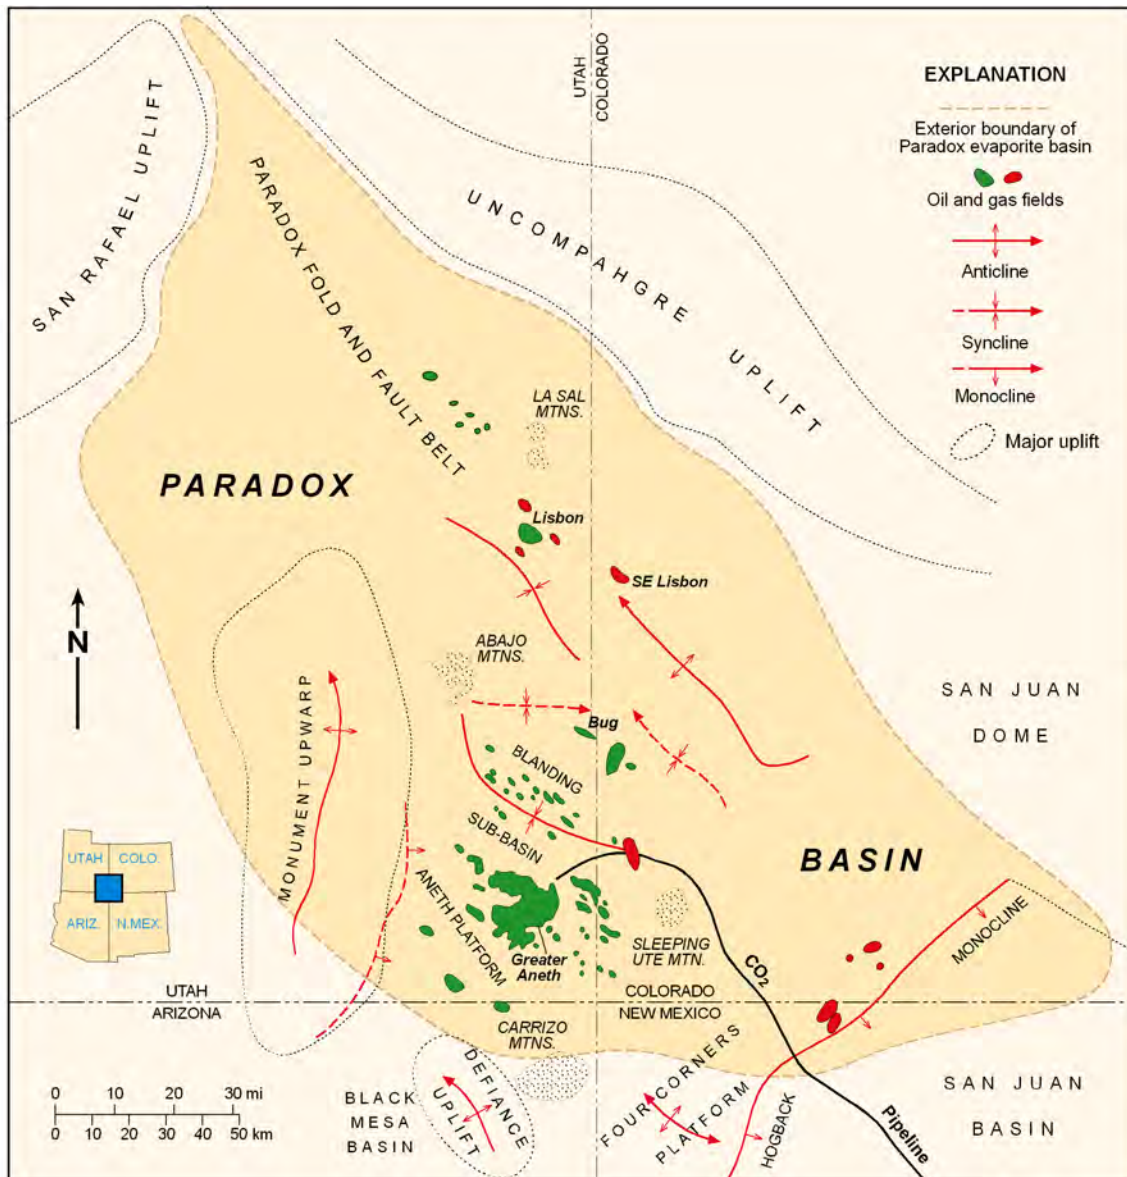 UTAH
COLORADO
EXPLANATION
Exterior boundary of
Paradox evaporite basin
Oil and gas fields
Anticline
Syncline
Monocline
Major uplift
SAN RAFAEL UPLIFT
UNCOMPAHGRE UPLIFT
PARADOX FOLD AND FAULT BELT
LA SAL
MTNS.
PARADOX
Lisbon
SE Lisbon
N
ABAJO
MTNS.
MONUMENT UPWARP
SAN JUAN
DOME
Bug
BLANDING
SUB-BASIN
BASIN
UTAH
COLO.
ARIZ.
N.MEX.
ANETH PLATFORM
Greater
Aneth
SLEEPING
UTE MTN.
CO2
MONOCLINE
UTAH
ARIZONA
COLORADO
NEW MEXICO
CARRIZO
MTNS.
DEFIANCE
UPLIFT
BLACK
MESA
BASIN
FOUR CORNERS
PLATFORM
HOGBACK
Pipeline
SAN JUAN
BASIN
0 10 20 30 mi
0 10 20 30 40 50 km